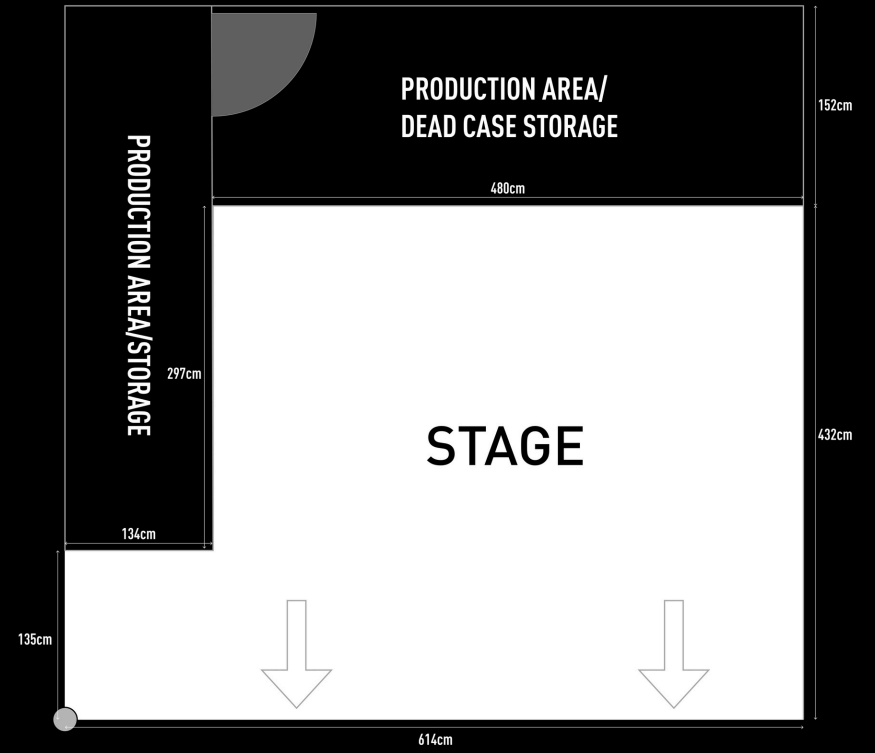 PRODUCTION AREA/
DEAD CASE STORAGE
152cm
480cm
PRODUCTION AREA/STORAGE
297cm
STAGE
432cm
134cm
135cm
614cm